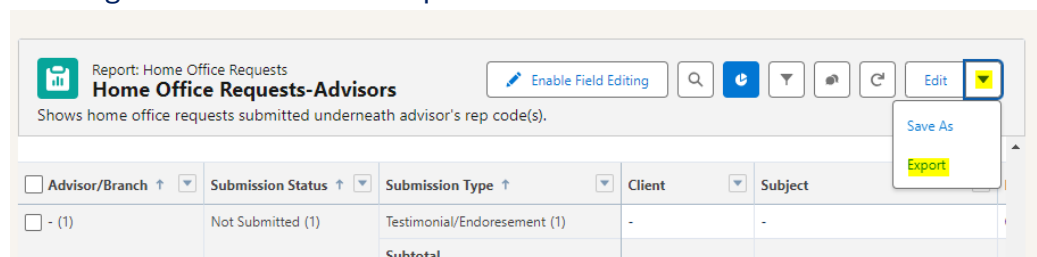 Report: Home Office Requests
Home Office Requests-Advisors
Enable Field Editing
Edit
Shows home office requests submitted underneath advisor's rep code(s).
Save As
Export
Advisor/Branch ↑
Submission Status ↑
Submission Type ↑
Client
Subject
- (1)
Not Submitted (1)
Testimonial/Endoresement (1)
-
-
Subtotal